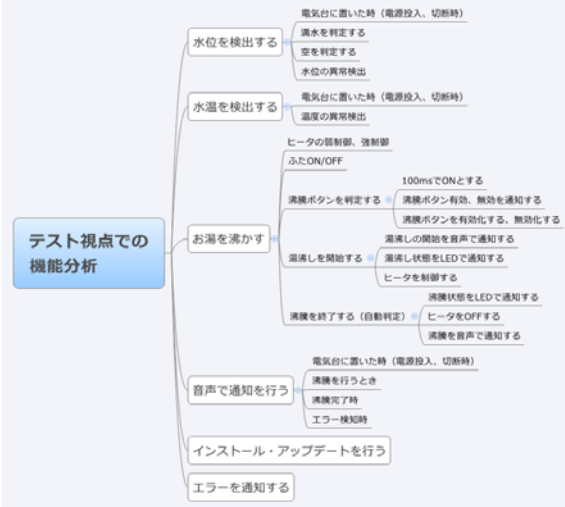 テスト視点での
機能分析
水位を検出する
電気台に置いた時（電源投入、切断時）
満水を判定する
空を判定する
水位の異常検出
水温を検出する
電気台に置いた時（電源投入、切断時）
温度の異常検出
お湯を沸かす
ヒータの弱制御、強制御
ふたON/OFF
沸騰ボタンを判定する
100msでONとする
沸騰ボタン有効、無効を通知する
沸騰ボタンを有効化する、無効化する
湯沸しを開始する
湯沸しの開始を音声で通知する
湯沸し状態をLEDで通知する
ヒータを制御する
沸騰を終了する（自動判定）
沸騰状態をLEDで通知する
ヒータをOFFする
沸騰を音声で通知する
音声で通知を行う
電気台に置いた時（電源投入、切断時）
沸騰を行うとき
沸騰完了時
エラー検知時
インストール・アップデートを行う
エラーを通知する